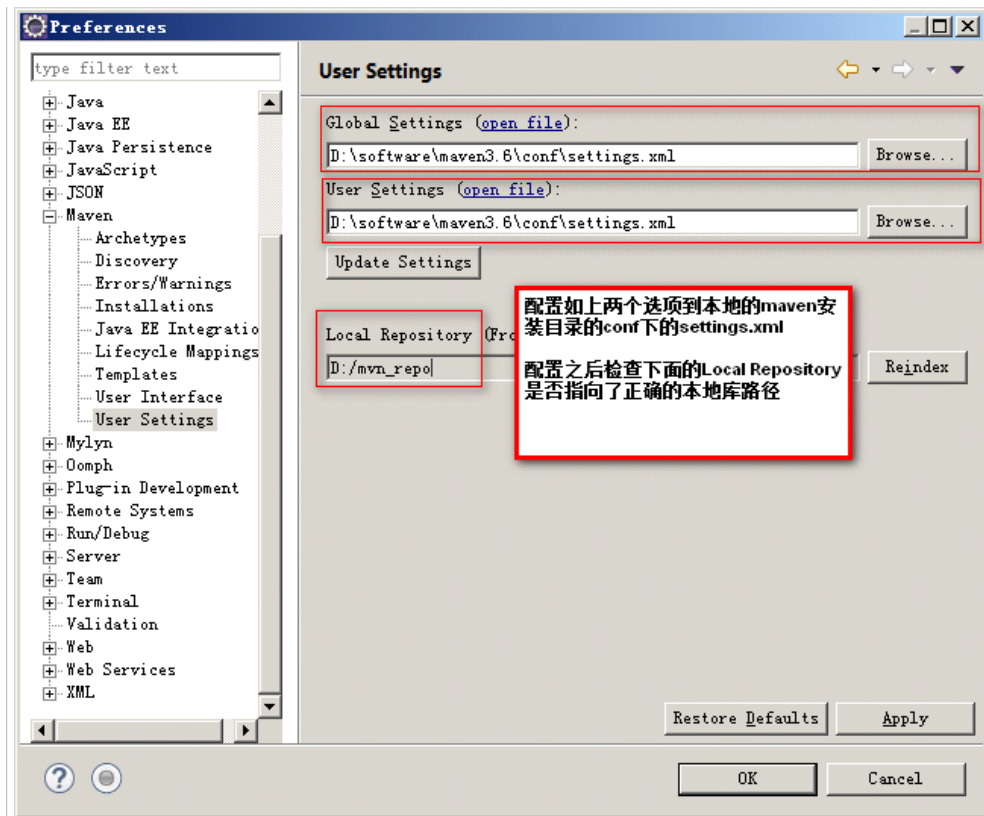 Preferences
type filter text
Java
Java EE
Java Persistence
JavaScript
JSON
Maven
Archetypes
Discovery
Errors/Warnings
Installations
Java EE Integratio
Lifecycle Mappings
Templates
User Interface
User Settings
Mylyn
Oomph
Plug-in Development
Remote Systems
Run/Debug
Server
Team
Terminal
Validation
Web
Web Services
XML
User Settings
Global Settings (open file):
D:\software\maven3.6\conf\settings.xml
Browse...
User Settings (open file):
D:\software\maven3.6\conf\settings.xml
Browse...
Update Settings
配置如上两个选项到本地的maven安
装目录的conf下的settings.xml
配置之后检查下面的Local Repository
是否指向了正确的本地库路径
Local Repository (Fro
D:/mvn_repo
Reindex
Restore Defaults
Apply
?
OK
Cancel